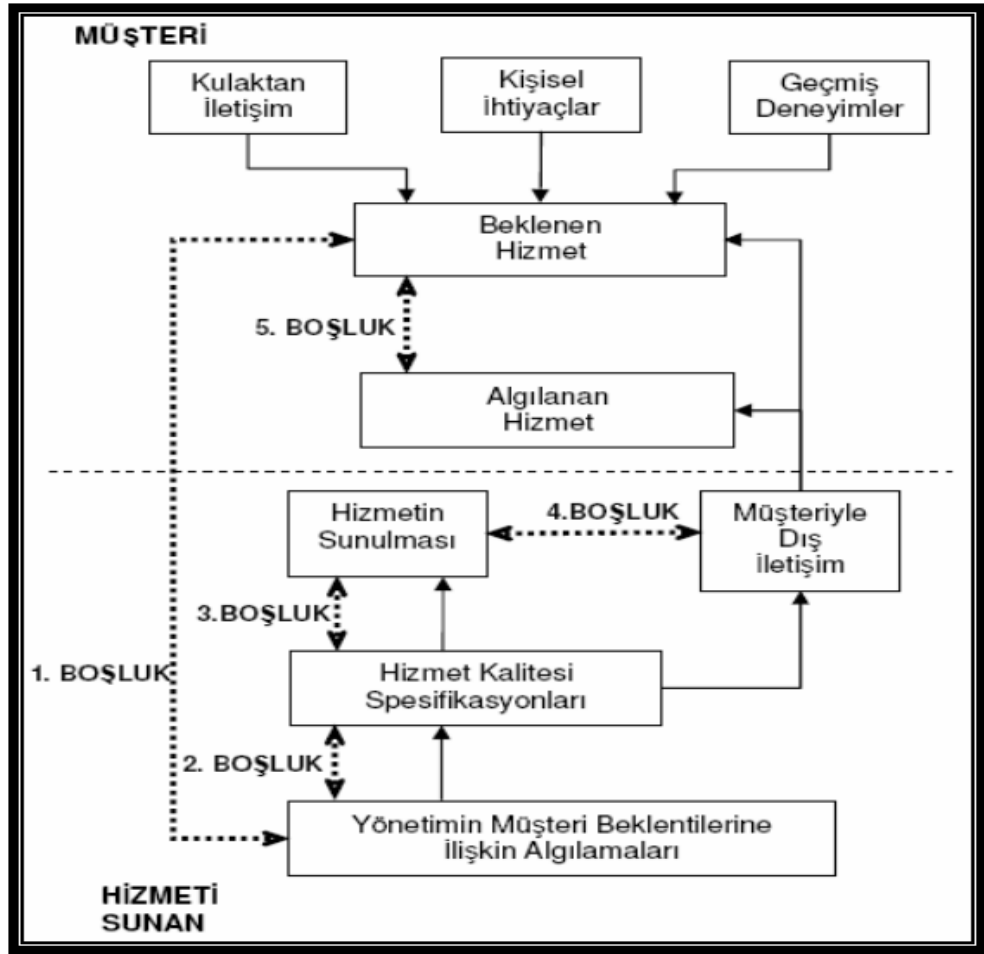 MÜŞTERİ
Kulaktan
İletişim
Kişisel
İhtiyaçlar
Geçmiş
Deneyimler
Beklenen
Hizmet
5. BOŞLUK
Algılanan
Hizmet
Hizmetin
Sunulması
4.BOŞLUK
Müşteriyle
Dış
İletişim
3.BOŞLUK
1. BOŞLUK
Hizmet Kalitesi
Spesifikasyonları
2. BOŞLUK
Yönetimin Müşteri Beklentilerine
İlişkin Algılamaları
HİZMETİ
SUNAN